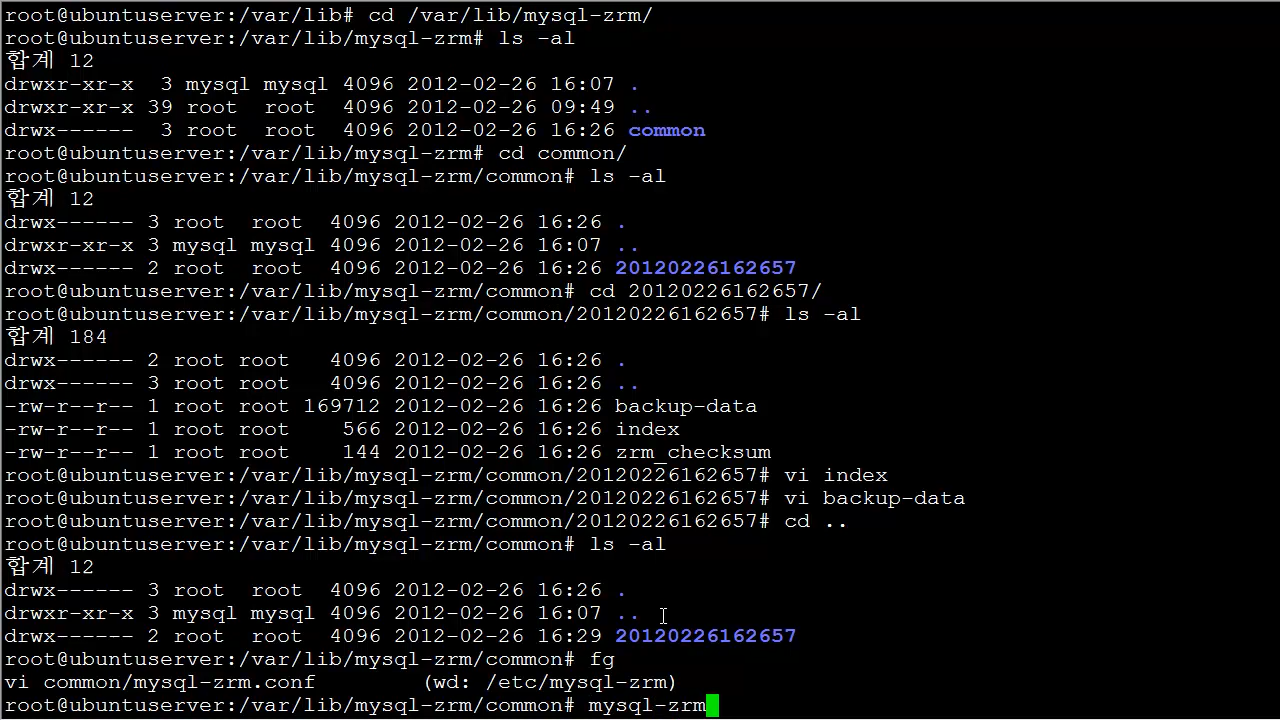 root@ubuntuserver:/var/lib# cd /var/lib/mysql-zrm/
root@ubuntuserver:/var/lib/mysql-zrm# ls -al
합계 12
drwxr-xr-x  3 mysql mysql 4096 2012-02-26 16:07 .
drwxr-xr-x 39 root  root  4096 2012-02-26 09:49 ..
drwx------  3 root  root  4096 2012-02-26 16:26 common
root@ubuntuserver:/var/lib/mysql-zrm# cd common/
root@ubuntuserver:/var/lib/mysql-zrm/common# ls -al
합계 12
drwx------ 3 root  root  4096 2012-02-26 16:26 .
drwxr-xr-x 3 mysql mysql 4096 2012-02-26 16:07 ..
drwx------ 2 root  root  4096 2012-02-26 16:26 20120226162657
root@ubuntuserver:/var/lib/mysql-zrm/common# cd 20120226162657/
root@ubuntuserver:/var/lib/mysql-zrm/common/20120226162657# ls -al
합계 184
drwx------ 2 root root   4096 2012-02-26 16:26 .
drwx------ 3 root root   4096 2012-02-26 16:26 ..
-rw-r--r-- 1 root root 169712 2012-02-26 16:26 backup-data
-rw-r--r-- 1 root root    566 2012-02-26 16:26 index
-rw-r--r-- 1 root root    144 2012-02-26 16:26 zrm_checksum
root@ubuntuserver:/var/lib/mysql-zrm/common/20120226162657# vi index
root@ubuntuserver:/var/lib/mysql-zrm/common/20120226162657# vi backup-data
root@ubuntuserver:/var/lib/mysql-zrm/common/20120226162657# cd ..
root@ubuntuserver:/var/lib/mysql-zrm/common# ls -al
합계 12
drwx------ 3 root  root  4096 2012-02-26 16:26 .
drwxr-xr-x 3 mysql mysql 4096 2012-02-26 16:07 ..
drwx------ 2 root  root  4096 2012-02-26 16:29 20120226162657
root@ubuntuserver:/var/lib/mysql-zrm/common# fg
vi common/mysql-zrm.conf        (wd: /etc/mysql-zrm)
root@ubuntuserver:/var/lib/mysql-zrm/common# mysql-zrm